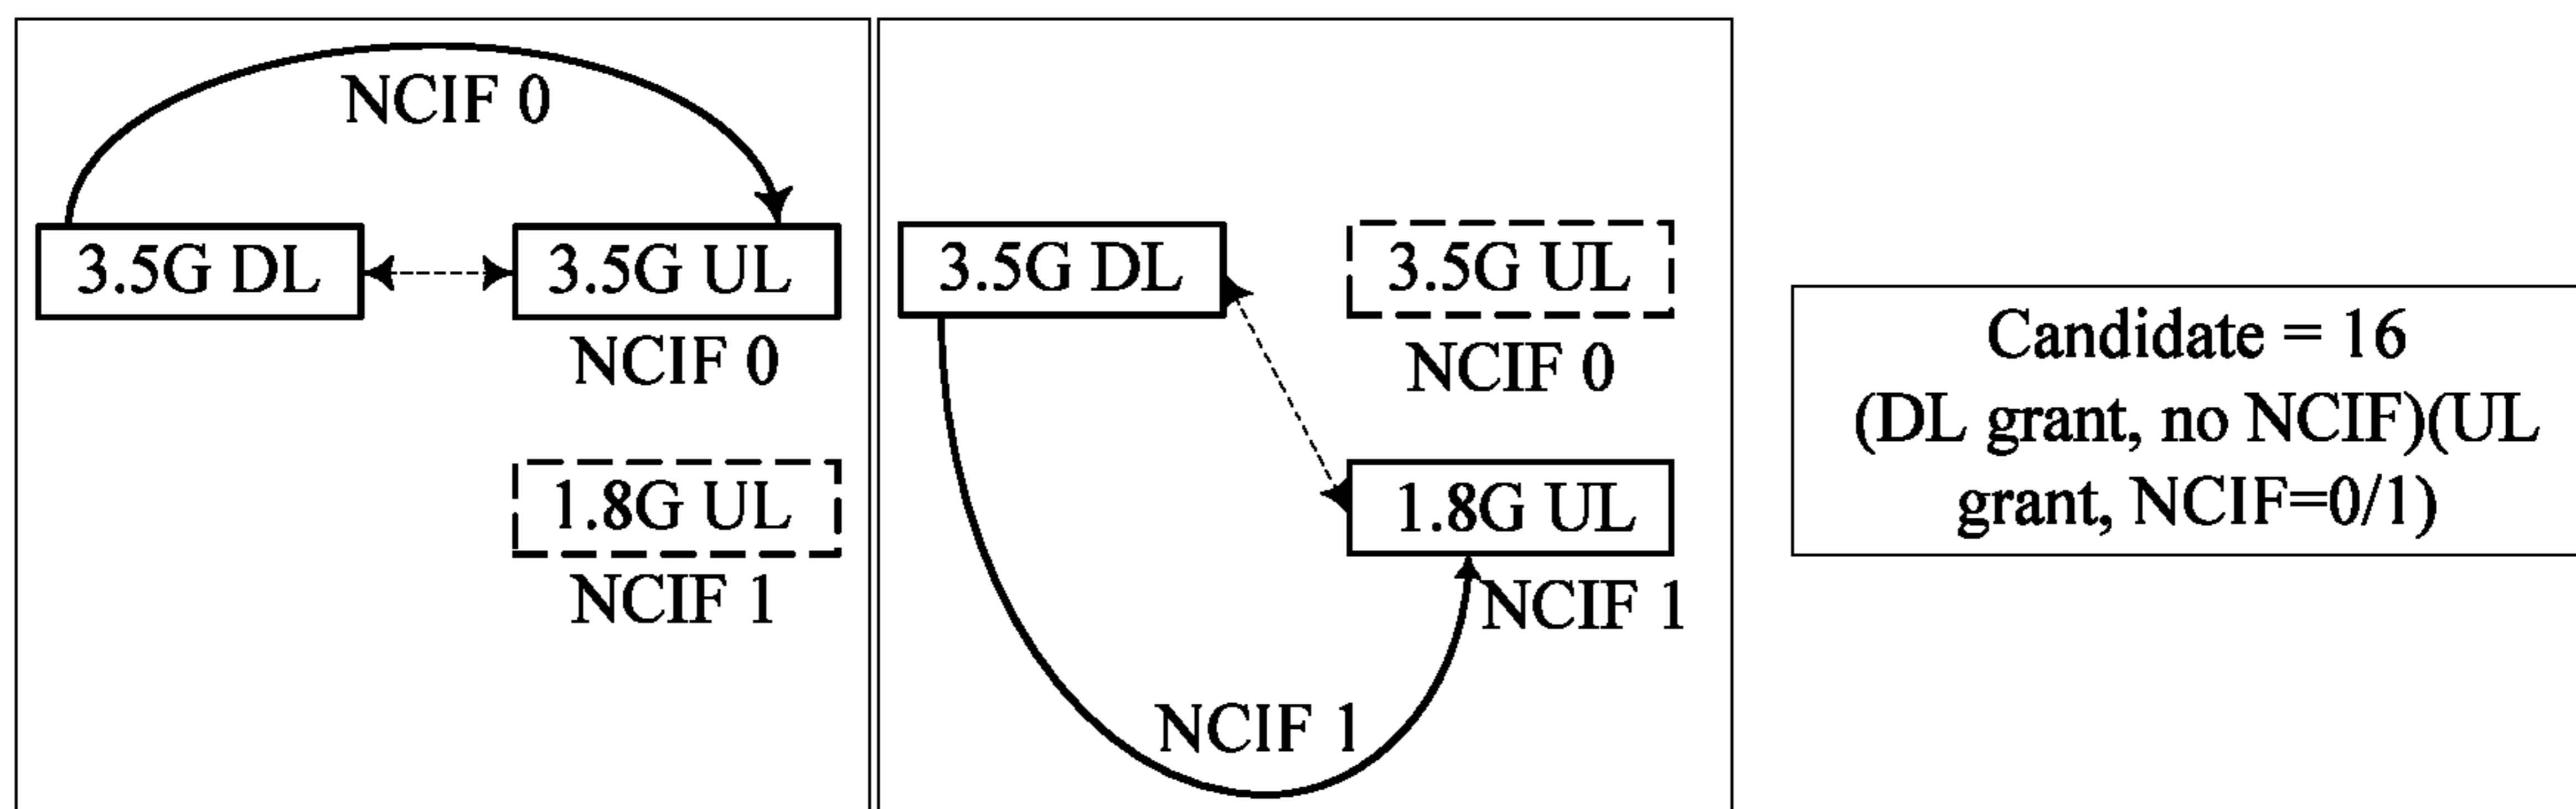 NCIF 0
3.5G DL
3.5G UL
NCIF 0
1.8G UL
NCIF 1
3.5G DL
3.5G UL
NCIF 0
1.8G UL
NCIF 1
NCIF 1
Candidate = 16
(DL grant, no NCIF)(UL
grant, NCIF=0/1)